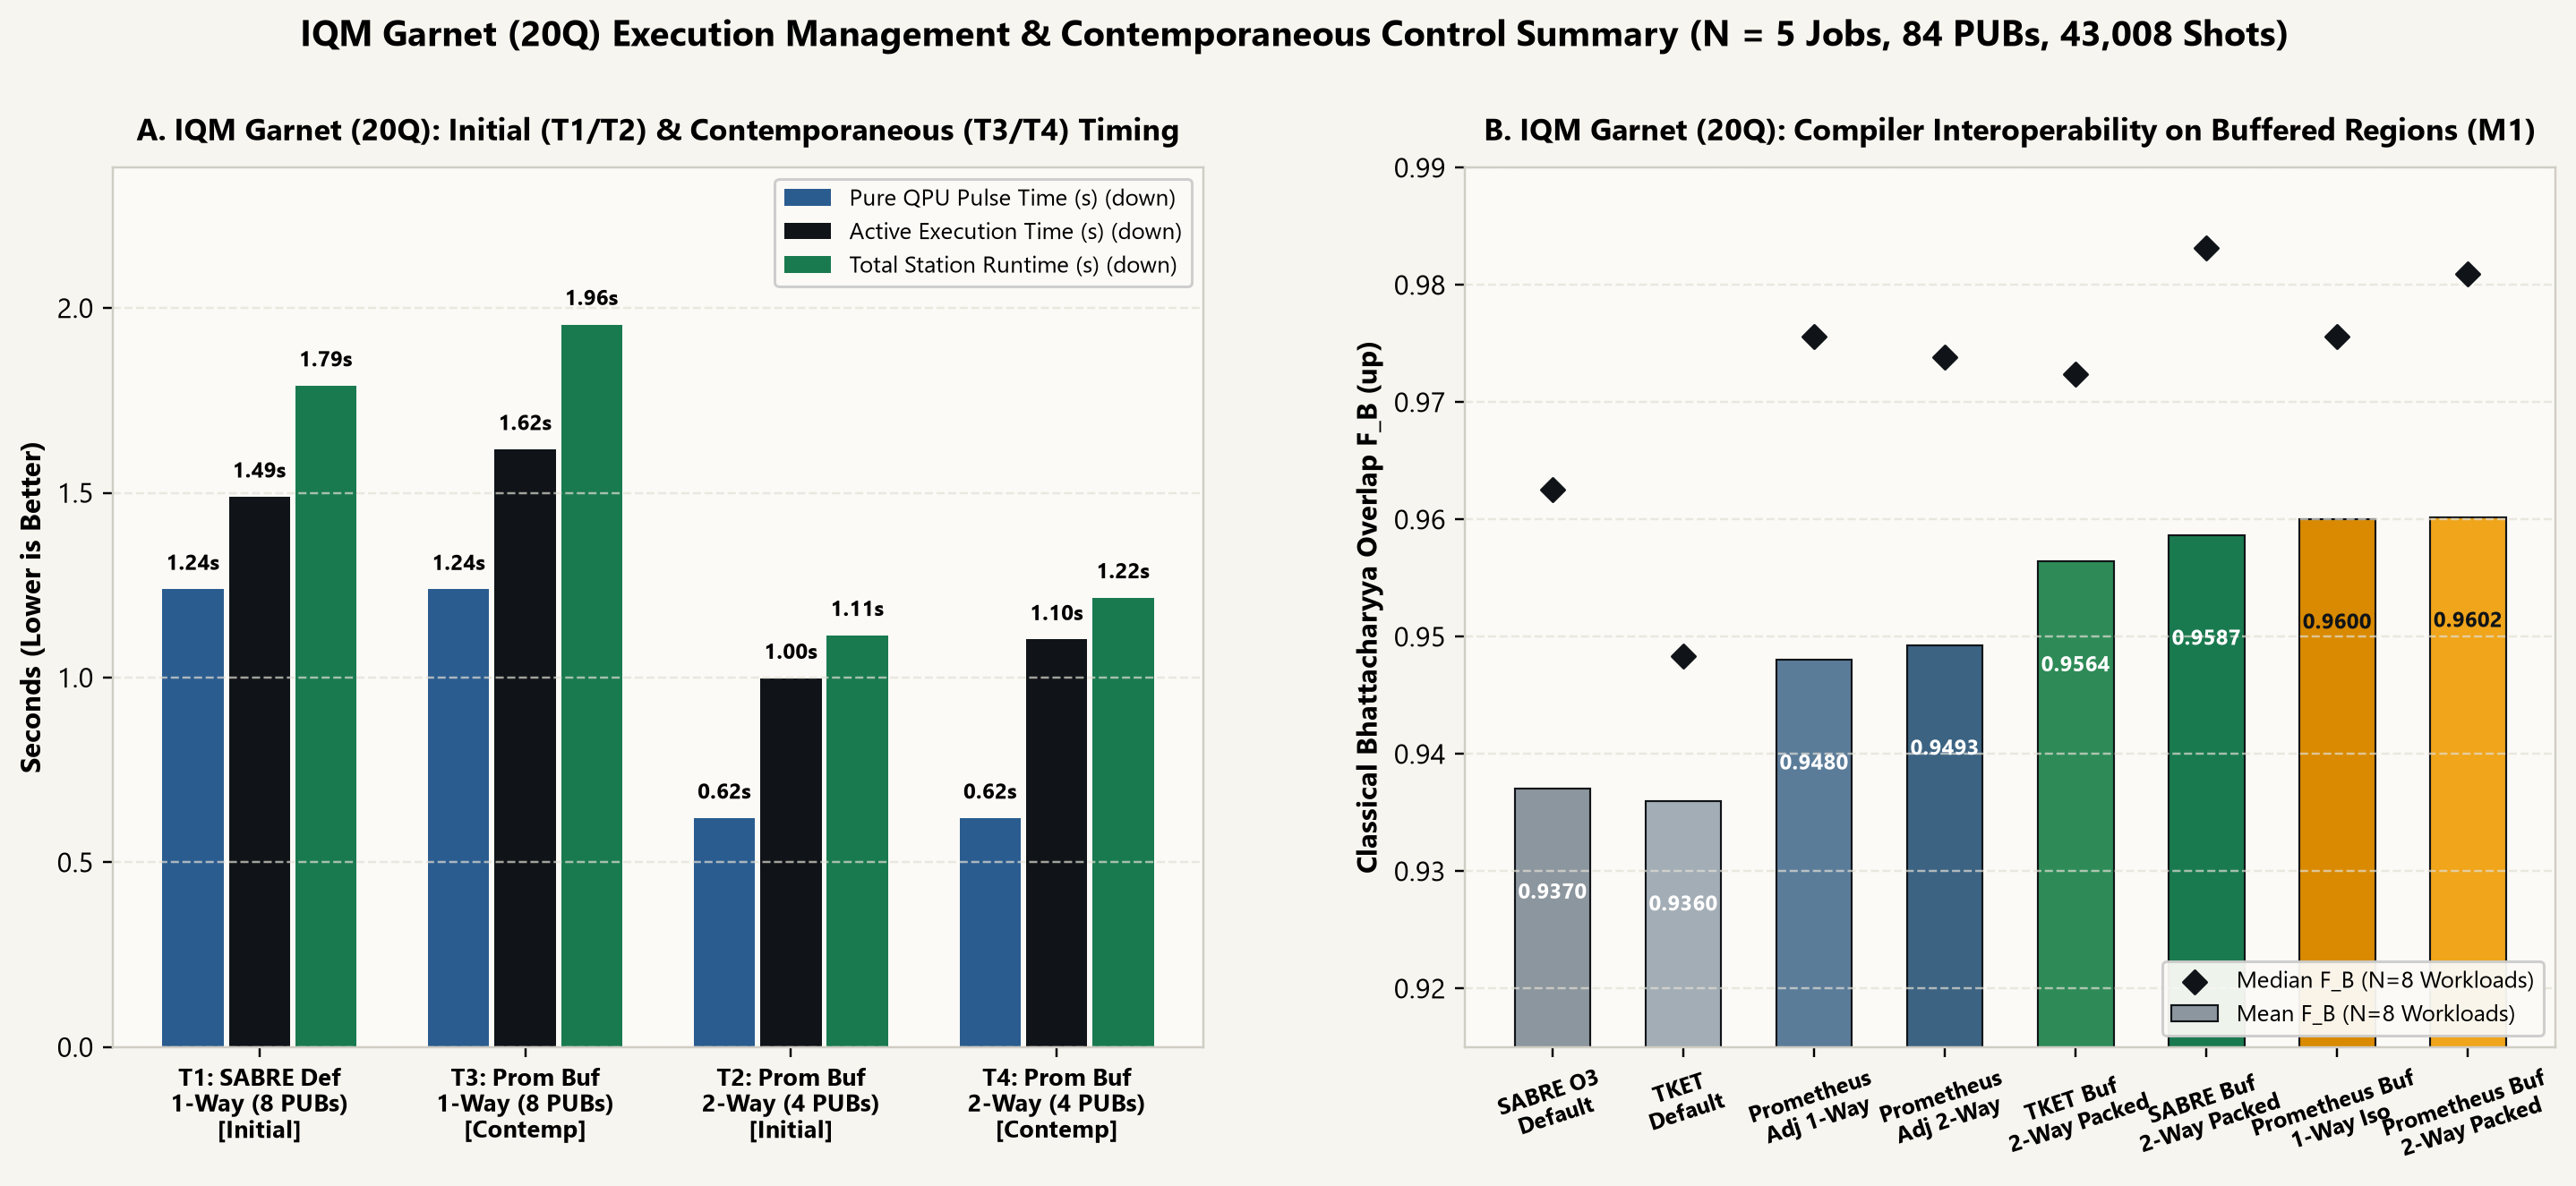 IQM Garnet (20Q) Execution Management & Contemporaneous Control Summary (N = 5 Jobs, 84 PUBs, 43,008 Shots)
A. IQM Garnet (20Q): Initial (T1/T2) & Contemporaneous (T3/T4) Timing
Seconds (Lower is Better)
2.0
1.5
1.0
0.5
0.0
Pure QPU Pulse Time (s) (down)
Active Execution Time (s) (down)
Total Station Runtime (s) (down)
1.24s
1.49s
1.79s
1.24s
1.62s
1.96s
0.62s
1.00s
1.11s
0.62s
1.10s
1.22s
T1: SABRE Def
1-Way (8 PUBs)
[Initial]
T3: Prom Buf
1-Way (8 PUBs)
[Contemp]
T2: Prom Buf
2-Way (4 PUBs)
[Initial]
T4: Prom Buf
2-Way (4 PUBs)
[Contemp]
B. IQM Garnet (20Q): Compiler Interoperability on Buffered Regions (M1)
Classical Bhattacharyya Overlap F_B (up)
0.99
0.98
0.97
0.96
0.95
0.94
0.93
0.92
0.9370
0.9360
0.9480
0.9493
0.9564
0.9587
0.9600
0.9602
Median F_B (N=8 Workloads)
Mean F_B (N=8 Workloads)
SABRE O3
Default
TKET
Default
Prometheus
Adj 1-Way
Prometheus
Adj 2-Way
TKET Buf
2-Way Packed
SABRE Buf
2-Way Packed
Prometheus Buf
1-Way Iso
Prometheus Buf
2-Way Packed